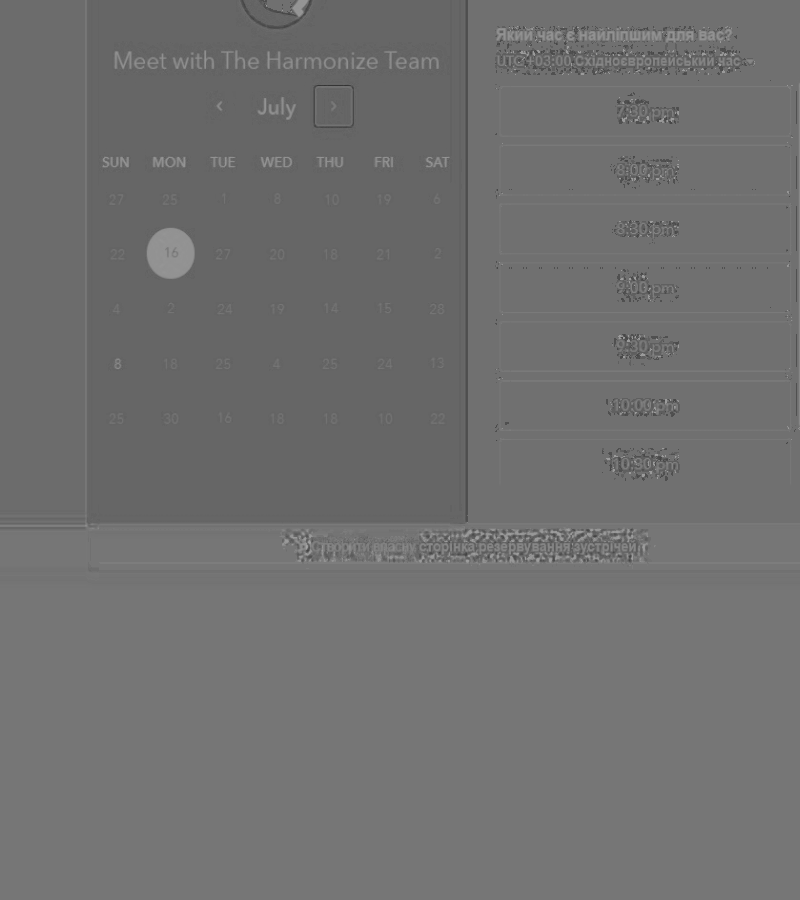 Meet with The Harmonize Team
‹ July ›
SUN MON TUE WED THU FRI SAT
27 25 1 8 10 19 6
22 16 27 20 18 21 2
4 2 24 19 14 15 28
8 18 25 4 25 24 13
25 30 16 18 18 10 22
Який час є найліпшим для вас?
UTC +03:00 Східноєвропейський час
7:30 pm
8:00 pm
8:30 pm
9:00 pm
9:30 pm
10:00 pm
10:30 pm
Створити власну сторінка резервування зустрічей